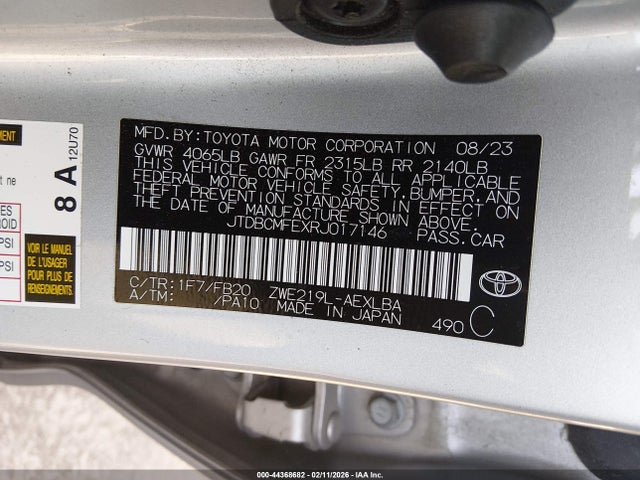 MFD. BY: TOYOTA MOTOR CORPORATION 08/23
GVWR 4065LB GAWR FR 2315LB RR 2140LB
THIS VEHICLE CONFORMS TO ALL APPLICABLE
FEDERAL MOTOR VEHICLE SAFETY, BUMPER, AND
THEFT PREVENTION STANDARDS IN EFFECT ON THE
DATE OF MANUFACTURE SHOWN ABOVE.
JTDBCMFEXRJ017146 PASS. CAR
C/TR: 1F7/FB20 ZWE219L-AEXLBA
A/TM: /PA10 MADE IN JAPAN
490 C
TOYOTA
8 A 12U70
t ne
PSI
PSI
VOIR LE MANUEL
DE L'USAGER
POUR PLUS DE
RENSEIGNEMENTS
000-44368682 - 02/11/2026 - IAA Inc.